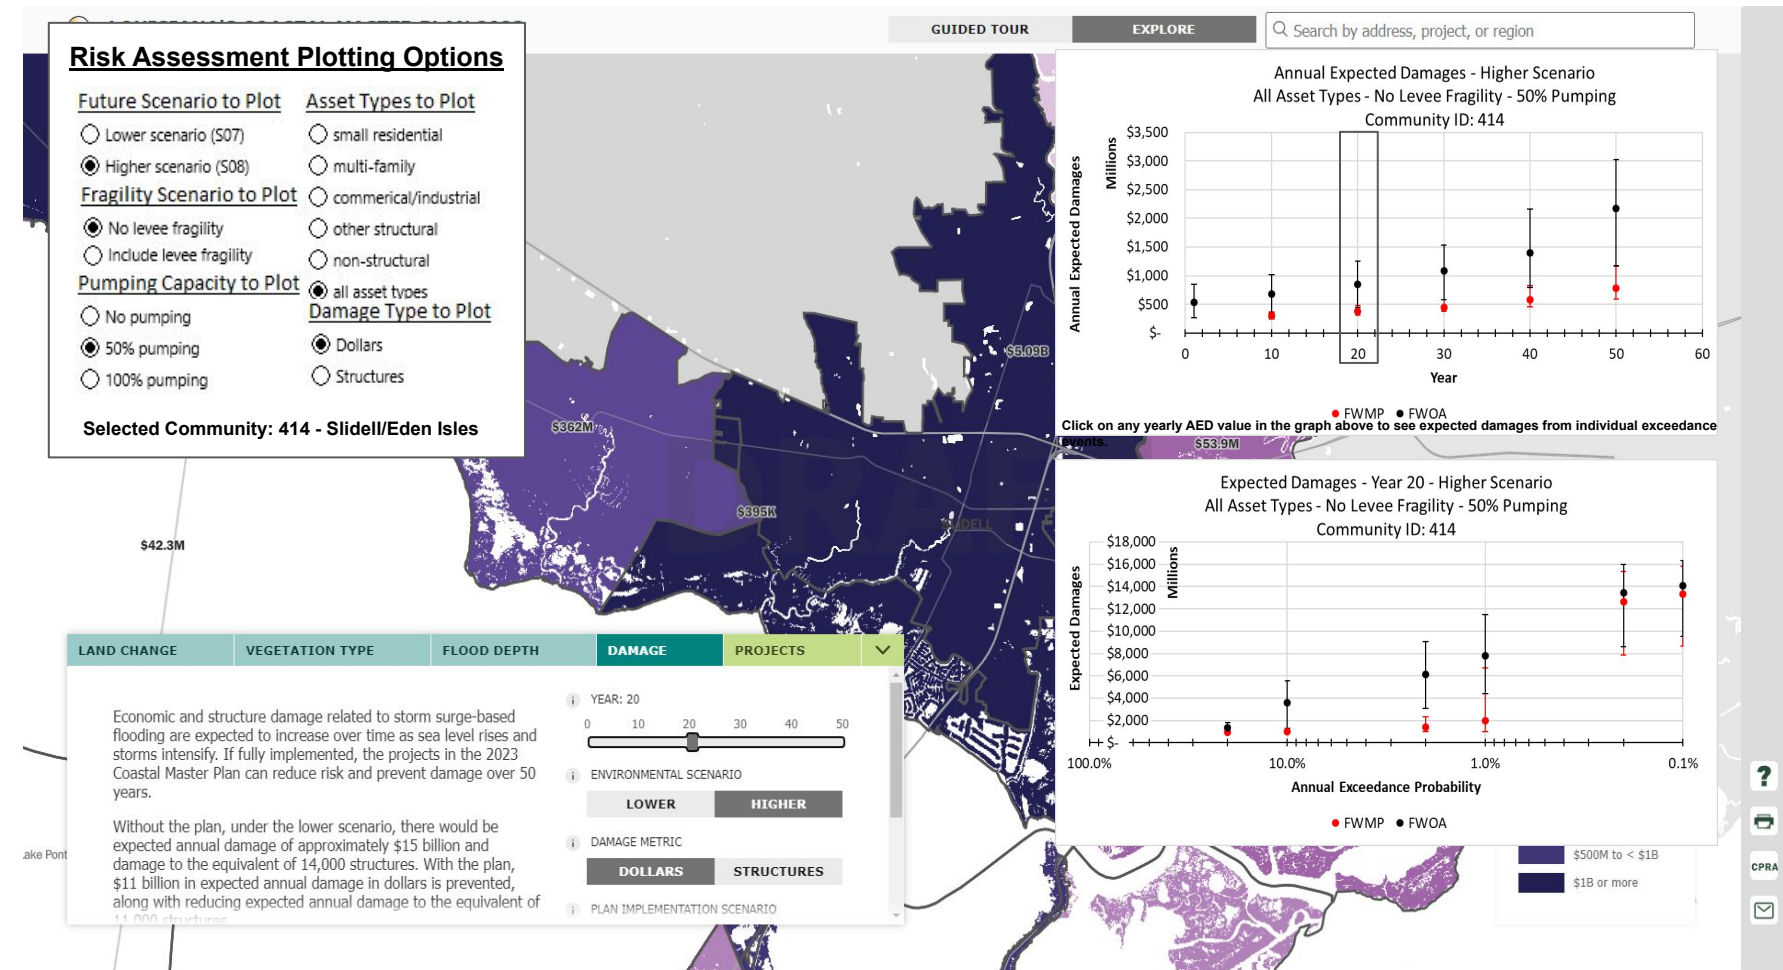 GUIDED TOUR
EXPLORE
Search by address, project, or region
Risk Assessment Plotting Options
Future Scenario to Plot
Lower scenario (S07)
Higher scenario (S08)
Fragility Scenario to Plot
No levee fragility
Include levee fragility
Pumping Capacity to Plot
No pumping
50% pumping
100% pumping
Asset Types to Plot
small residential
multi-family
commerical/industrial
other structural
non-structural
all asset types
Damage Type to Plot
Dollars
Structures
Selected Community: 414 - Slidell/Eden Isles
Annual Expected Damages - Higher Scenario
All Asset Types - No Levee Fragility - 50% Pumping
Community ID: 414
Annual Expected Damages
Millions
$3,500
$3,000
$2,500
$2,000
$1,500
$1,000
$500
$-
0 10 20 30 40 50 60
Year
FWMP FWOA
Click on any yearly AED value in the graph above to see expected damages from individual exceedance
events.
Expected Damages - Year 20 - Higher Scenario
All Asset Types - No Levee Fragility - 50% Pumping
Community ID: 414
Expected Damages
Millions
$18,000
$16,000
$14,000
$12,000
$10,000
$8,000
$6,000
$4,000
$2,000
$-
100.0% 10.0% 1.0% 0.1%
Annual Exceedance Probability
FWMP FWOA
$5.09B
$362M
$53.9M
$395K
SLIDELL
$42.3M
DRA
LAND CHANGE
VEGETATION TYPE
FLOOD DEPTH
DAMAGE
PROJECTS
Economic and structure damage related to storm surge-based
flooding are expected to increase over time as sea level rises and
storms intensify. If fully implemented, the projects in the 2023
Coastal Master Plan can reduce risk and prevent damage over 50
years.
Without the plan, under the lower scenario, there would be
expected annual damage of approximately $15 billion and
damage to the equivalent of 14,000 structures. With the plan,
$11 billion in expected annual damage in dollars is prevented,
along with reducing expected annual damage to the equivalent of
11,000 structures
YEAR: 20
0 10 20 30 40 50
ENVIRONMENTAL SCENARIO
LOWER
HIGHER
DAMAGE METRIC
DOLLARS
STRUCTURES
PLAN IMPLEMENTATION SCENARIO
ake Pont
$500M to < $1B
$1B or more
?
CPRA